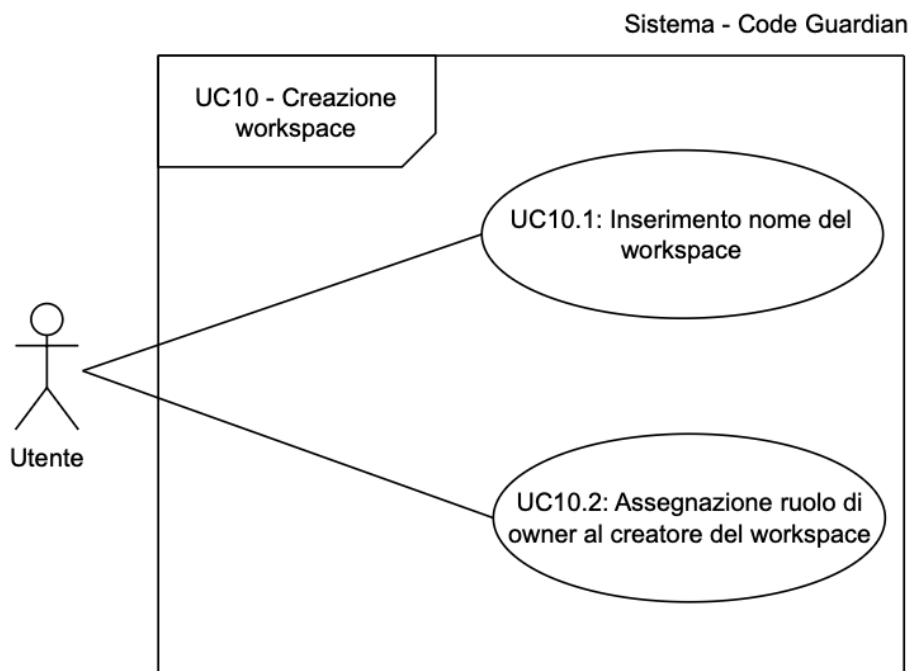 Sistema - Code Guardian
UC10 - Creazione
workspace
UC10.1: Inserimento nome del
workspace
Utente
UC10.2: Assegnazione ruolo di
owner al creatore del workspace